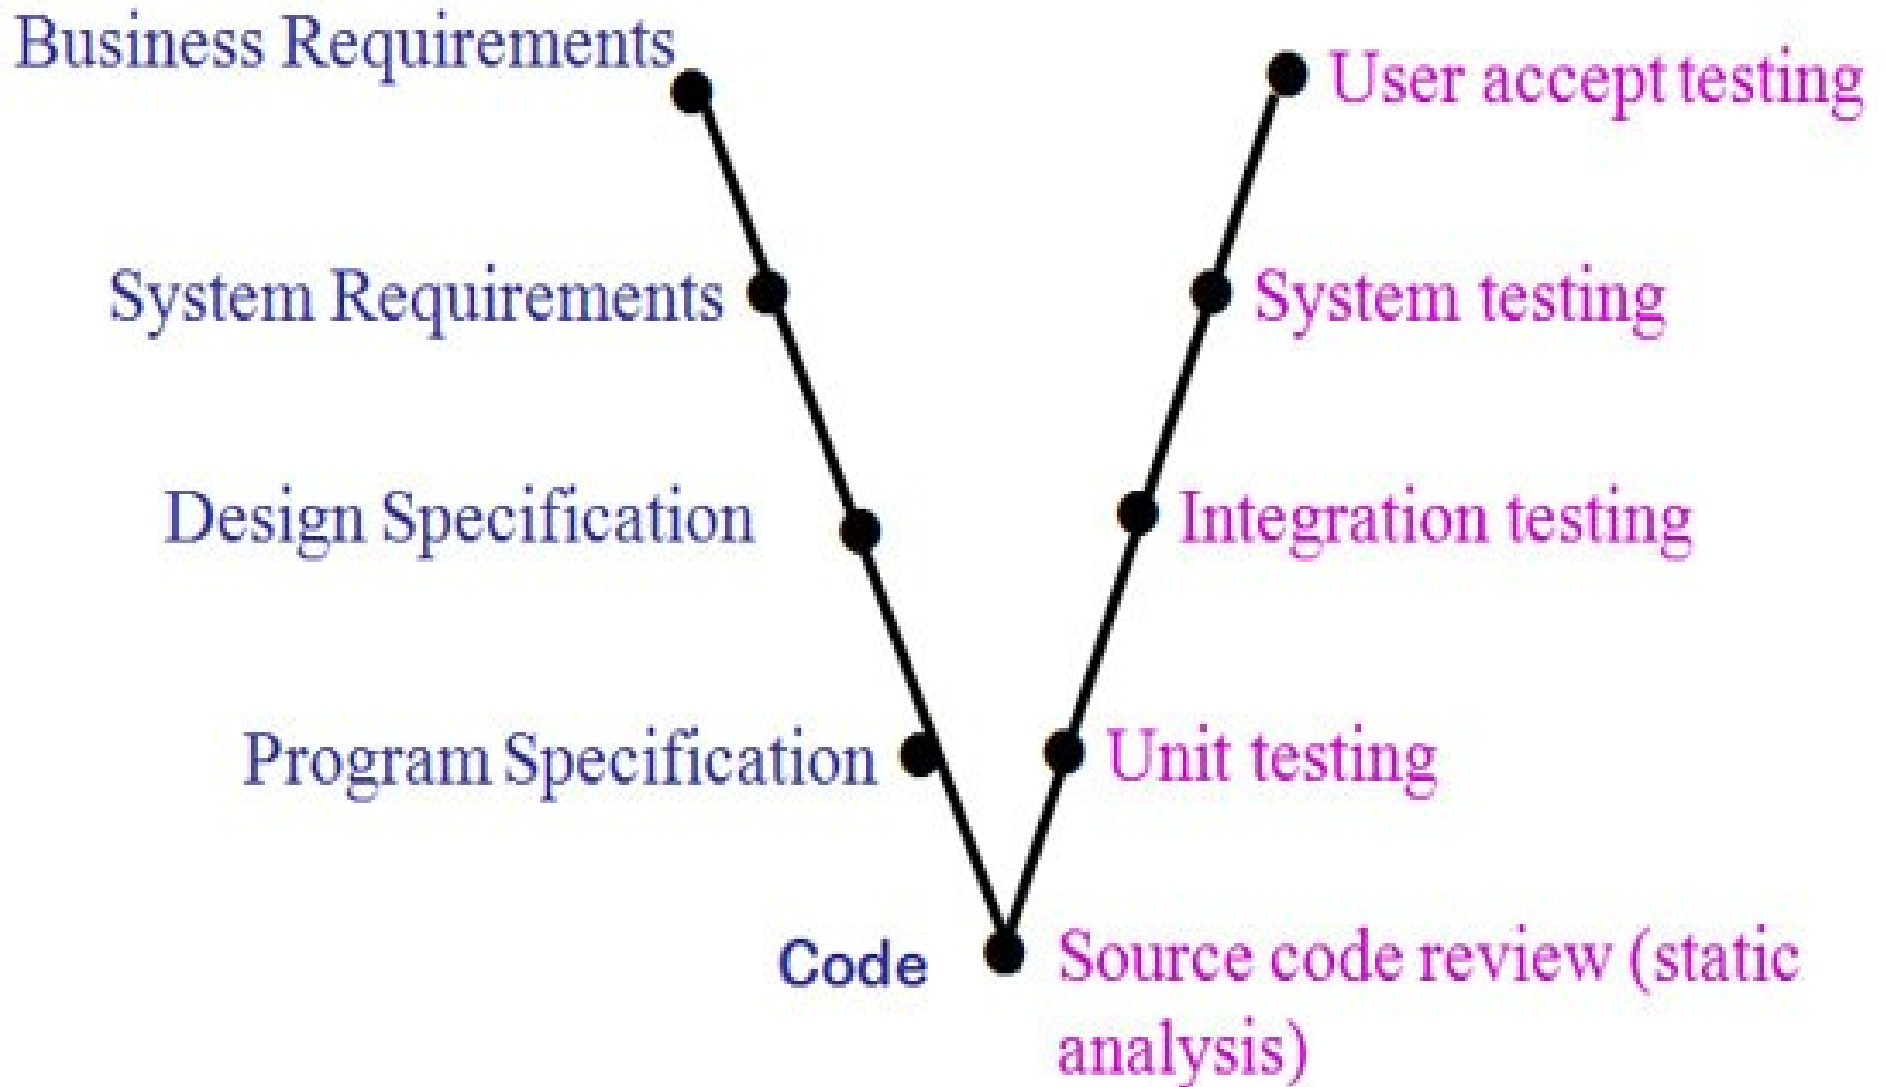 Business Requirements
User accept testing
System Requirements
System testing
Design Specification
Integration testing
Program Specification
Unit testing
Code
Source code review (static
analysis)